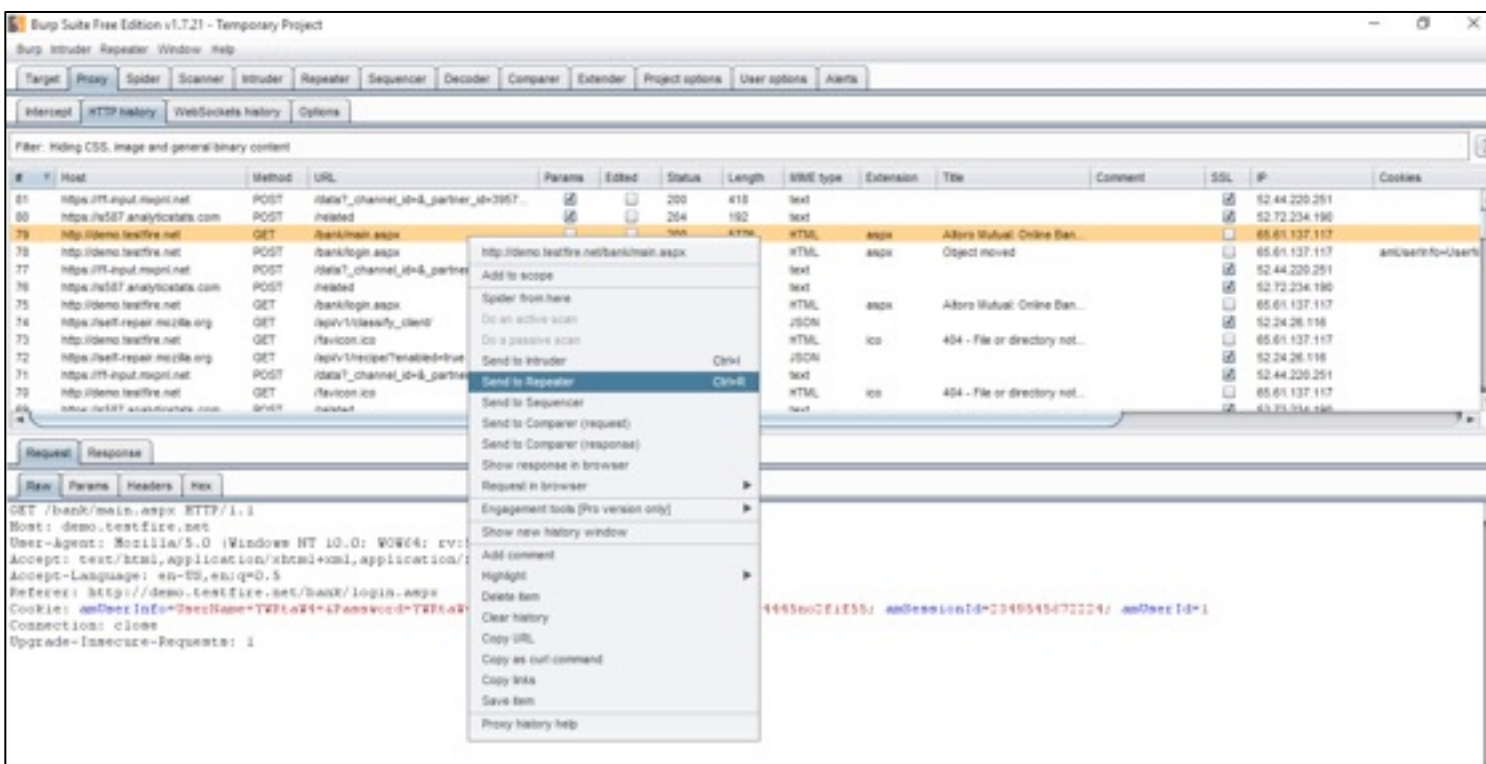 Burp Suite Free Edition v1.7.21 - Temporary Project
Burp Intruder Repeater Window Help
Target Proxy Spider Scanner Intruder Repeater Sequencer Decoder Comparer Extender Project options User options Alerts
Intercept HTTP history WebSockets history Options
Filter: Hiding CSS, image and general binary content
# Host Method URL Params Edited Status Length MIME type Extension Title Comment SSL IP Cookies
81 https://ff-input.mxpnl.net POST /data?_channel_id=&_partner_id=3957... 200 418 text 52.44.220.251
80 https://s587.analyticstats.com POST /related 204 192 text 52.72.234.190
79 http://demo.testfire.net GET /bank/main.aspx 200 5776 HTML aspx Altoro Mutual: Online Ban... 65.61.137.117
78 http://demo.testfire.net GET /bank/login.aspx HTML aspx Object moved 65.61.137.117
77 https://ff-input.mxpnl.net POST /data?_channel_id=&_partner text 52.44.220.251
76 https://s587.analyticstats.com POST /related text 52.72.234.190
75 http://demo.testfire.net GET /bank/login.aspx HTML aspx Altoro Mutual: Online Ban... 65.61.137.117
74 https://self-repair.mozilla.org GET /api/v1/classify_client/ JSON 52.24.26.116
73 http://demo.testfire.net GET /favicon.ico HTML ico 404 - File or directory not... 65.61.137.117
72 https://self-repair.mozilla.org GET /api/v1/recipe/?enabled=true JSON 52.24.26.116
71 https://ff-input.mxpnl.net POST /data?_channel_id=&_partner text 52.44.220.251
70 http://demo.testfire.net GET /favicon.ico HTML ico 404 - File or directory not... 65.61.137.117
69 https://s587.analyticstats.com POST /related text
http://demo.testfire.net/bank/main.aspx
Add to scope
Spider from here
Do an active scan
Do a passive scan
Send to Intruder Ctrl+I
Send to Repeater Ctrl+R
Send to Sequencer
Send to Comparer (request)
Send to Comparer (response)
Show response in browser
Request in browser
Engagement tools [Pro version only]
Show new history window
Add comment
Highlight
Delete item
Clear history
Copy URL
Copy as curl command
Copy links
Save item
Proxy history help
Request Response
Raw Params Headers Hex
GET /bank/main.aspx HTTP/1.1
Host: demo.testfire.net
User-Agent: Mozilla/5.0 (Windows NT 10.0; WOW64;
Accept: text/html,application/xhtml+xml,application/
Accept-Language: en-US,en;q=0.5
Referer: http://demo.testfire.net/bank/login.aspx
Cookie: amUserId=1
Connection: close
Upgrade-Insecure-Requests: 1